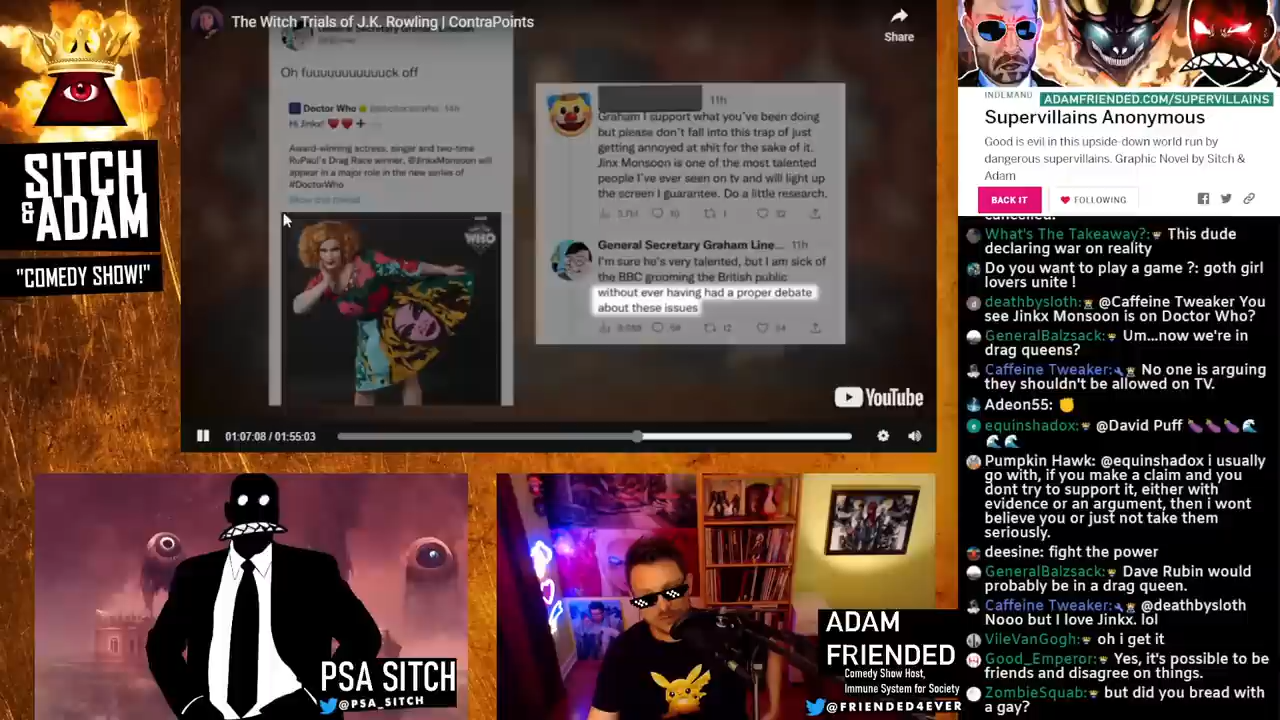 The Witch Trials of J.K. Rowling | ContraPoints
Share
Oh fuuuuuuuuuuuck off
Doctor Who
14h
Hi Jinkx!
Award-winning actress, singer and two-time
RuPaul's Drag Race winner, @JinkxMonsoon will
appear in a major role in the new series of
#DoctorWho
Show this thread
WHO
11h
Graham I support what you've been doing
but please don't fall into this trap of just
getting annoyed at shit for the sake of it.
Jinx Monsoon is one of the most talented
people I've ever seen on tv and will light up
the screen I guarantee. Do a little research.
General Secretary Graham Line... 11h
I'm sure he's very talented, but I am sick of
the BBC grooming the British public
without ever having had a proper debate
about these issues
YouTube
01:07:08 / 01:55:03
SITCH
& ADAM
"COMEDY SHOW!"
PSA SITCH
@PSA_SITCH
ADAM
FRIENDED
Comedy Show Host,
Immune System for Society
@FRIENDED4EVER
INDEMAND
ADAMFRIENDED.COM/SUPERVILLAINS
Supervillains Anonymous
Good is evil in this upside-down world run by
dangerous supervillains. Graphic Novel by Sitch &
Adam
BACK IT
FOLLOWING
cancelled.
What's The Takeaway?: This dude
declaring war on reality
Do you want to play a game ?: goth girl
lovers unite !
deathbysloth: @Caffeine Tweaker You
see Jinkx Monsoon is on Doctor Who?
GeneralBalzsack: Um...now we're in
drag queens?
Caffeine Tweaker: No one is arguing
they shouldn't be allowed on TV.
Adeon55: ✊
equinshadox: @David Puff 🍆🍆🍆🌊
🌊🌊
Pumpkin Hawk: @equinshadox i usually
go with, if you make a claim and you
dont try to support it, either with
evidence or an argument, then i wont
believe you or just not take them
seriously.
deesine: fight the power
GeneralBalzsack: Dave Rubin would
probably be in a drag queen.
Caffeine Tweaker: @deathbysloth
Nooo but I love Jinkx. lol
VileVanGogh: oh i get it
Good_Emperor: Yes, it's possible to be
friends and disagree on things.
ZombieSquab: but did you bread with
a gay?